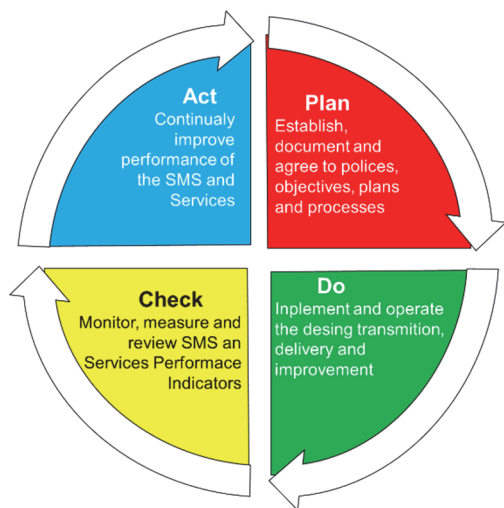 Act
Continualy
improve
performance of
the SMS and
Services
Plan
Establish,
document and
agree to polices,
objectives, plans
and processes
Check
Monitor, measure and
review SMS an
Services Performace
Indicators
Do
Inplement and operate
the desing transmition,
delivery and
improvement